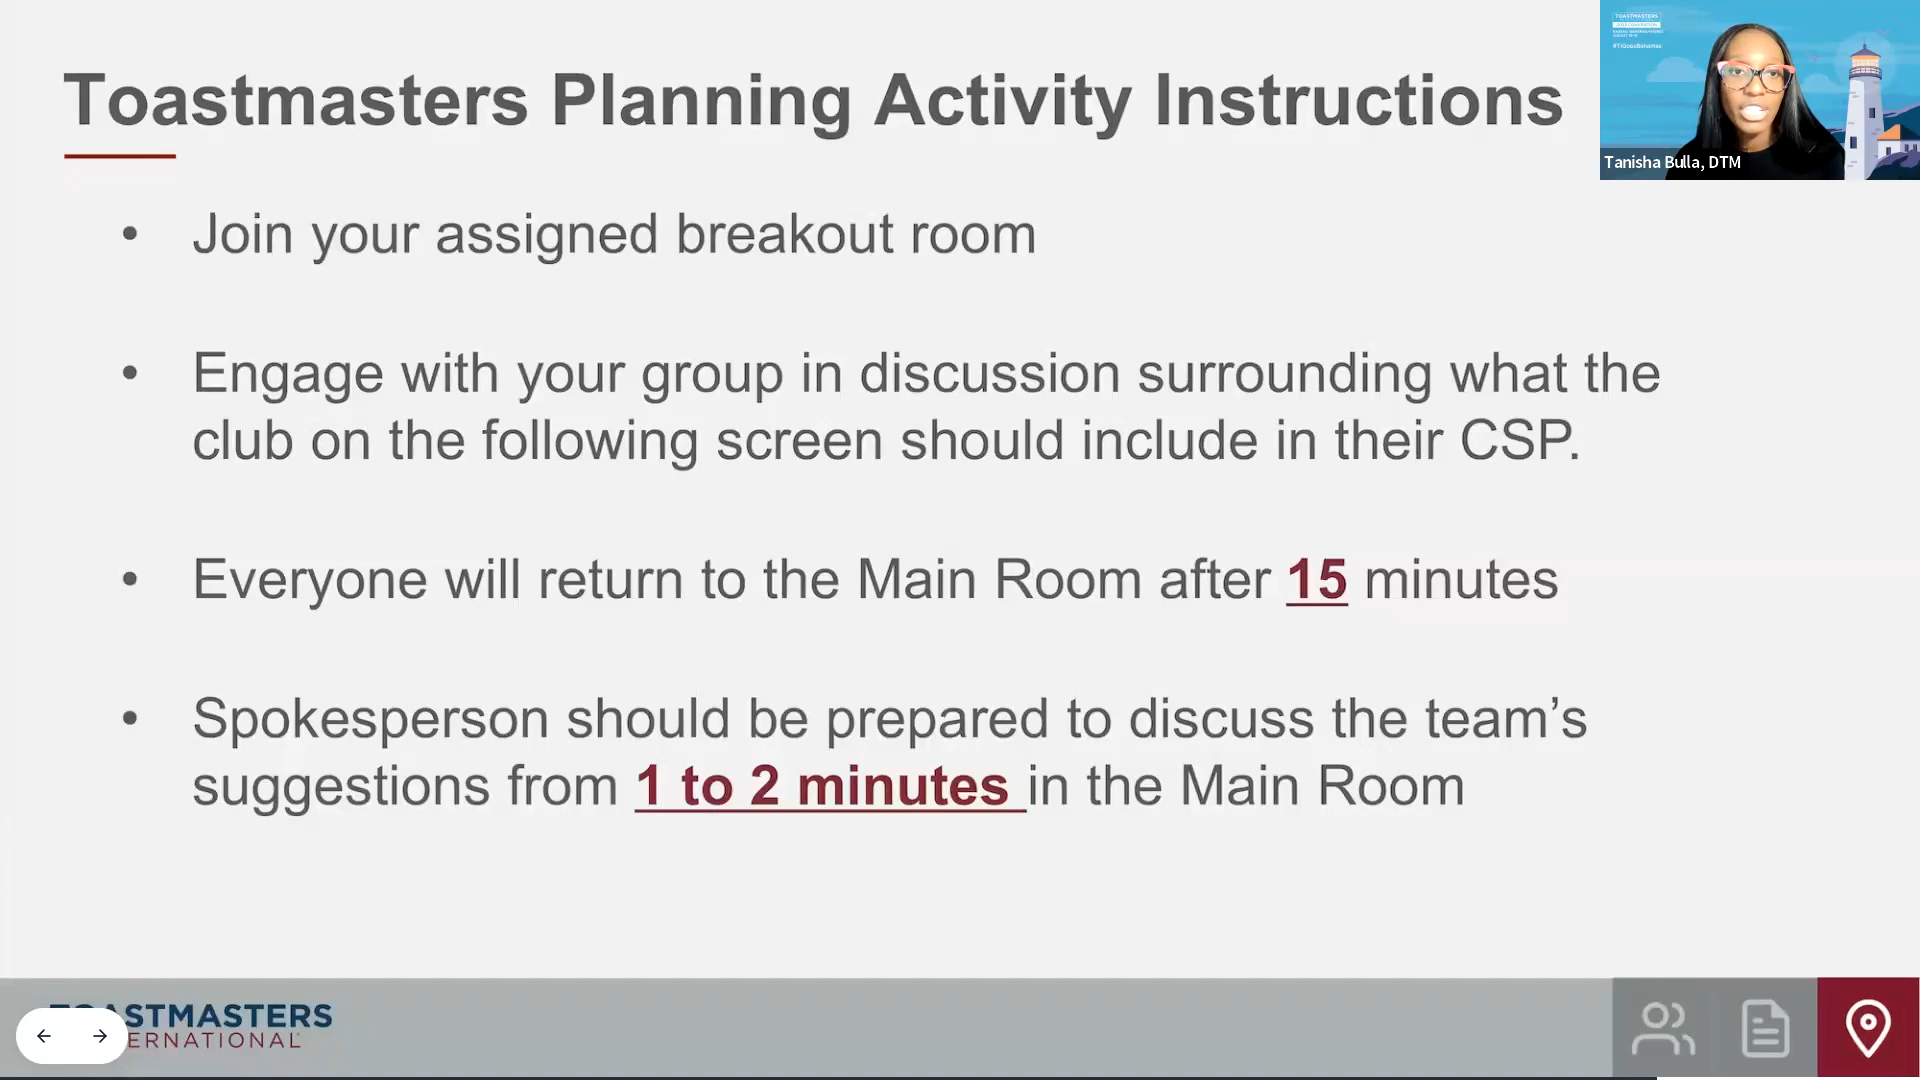 Toastmasters Planning Activity Instructions
TOASTMASTERS
#TIGoesBahamas
Tanisha Bulla, DTM
• Join your assigned breakout room
• Engage with your group in discussion surrounding what the
club on the following screen should include in their CSP.
• Everyone will return to the Main Room after 15 minutes
• Spokesperson should be prepared to discuss the team’s
suggestions from 1 to 2 minutes in the Main Room
TOASTMASTERS
ERNATIONAL